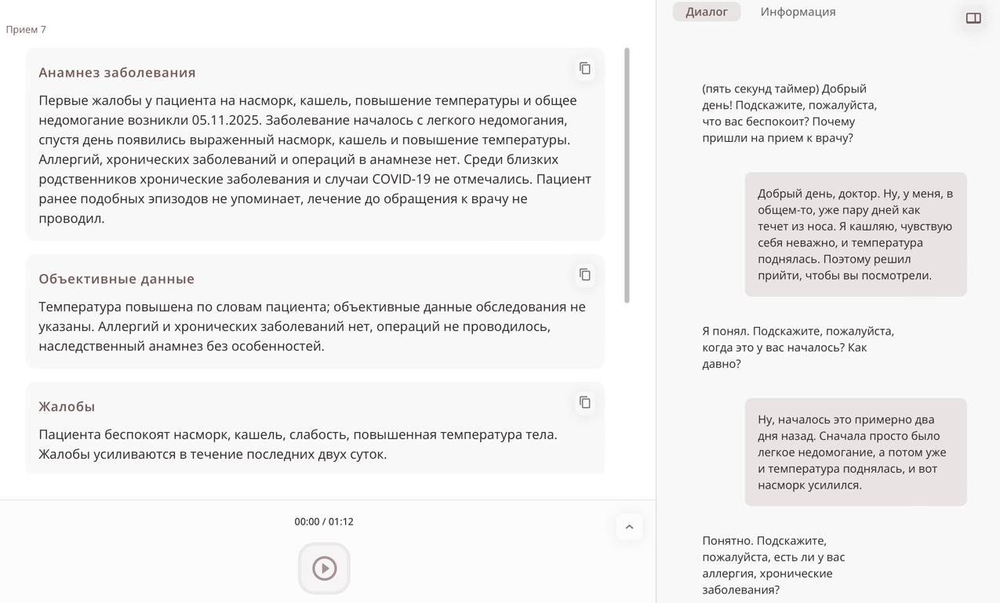 Прием 7
Анамнез заболевания
Первые жалобы у пациента на насморк, кашель, повышение температуры и общее
недомогание возникли 05.11.2025. Заболевание началось с легкого недомогания,
спустя день появились выраженный насморк, кашель и повышение температуры.
Аллергий, хронических заболеваний и операций в анамнезе нет. Среди близких
родственников хронические заболевания и случаи COVID-19 не отмечались. Пациент
ранее подобных эпизодов не упоминает, лечение до обращения к врачу не
проводил.
Объективные данные
Температура повышена по словам пациента; объективные данные обследования не
указаны. Аллергий и хронических заболеваний нет, операций не проводилось,
наследственный анамнез без особенностей.
Жалобы
Пациента беспокоят насморк, кашель, слабость, повышенная температура тела.
Жалобы усиливаются в течение последних двух суток.
00:00 / 01:12
Диалог
Информация
(пять секунд таймер) Добрый
день! Подскажите, пожалуйста,
что вас беспокоит? Почему
пришли на прием к врачу?
Добрый день, доктор. Ну, у меня, в
общем-то, уже пару дней как
течет из носа. Я кашляю, чувствую
себя неважно, и температура
поднялась. Поэтому решил
прийти, чтобы вы посмотрели.
Я понял. Подскажите, пожалуйста,
когда это у вас началось? Как
давно?
Ну, началось это примерно два
дня назад. Сначала просто было
легкое недомогание, а потом уже
и температура поднялась, и вот
насморк усилился.
Понятно. Подскажите,
пожалуйста, есть ли у вас
аллергия, хронические
заболевания?